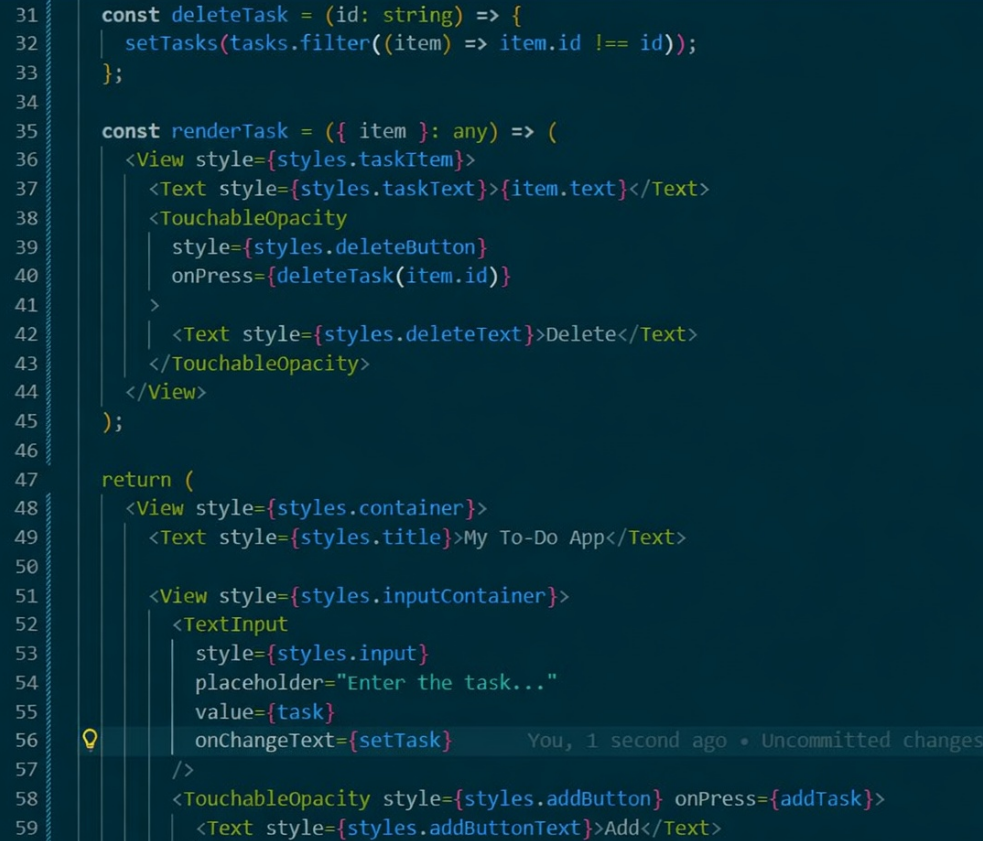 31 const deleteTask = (id: string) => {
32 setTasks(tasks.filter((item) => item.id !== id));
33 };
34
35 const renderTask = ({ item }: any) => (
36 <View style={styles.taskItem}>
37 <Text style={styles.taskText}>{item.text}</Text>
38 <TouchableOpacity
39 style={styles.deleteButton}
40 onPress={deleteTask(item.id)}
41 >
42 <Text style={styles.deleteText}>Delete</Text>
43 </TouchableOpacity>
44 </View>
45 );
46
47 return (
48 <View style={styles.container}>
49 <Text style={styles.title}>My To-Do App</Text>
50
51 <View style={styles.inputContainer}>
52 <TextInput
53 style={styles.input}
54 placeholder="Enter the task..."
55 value={task}
56 onChangeText={setTask} You, 1 second ago • Uncommitted changes
57 />
58 <TouchableOpacity style={styles.addButton} onPress={addTask}>
59 <Text style={styles.addButtonText}>Add</Text>